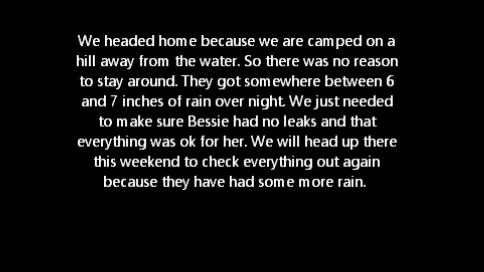 We headed home because we are camped on a
hill away from the water. So there was no reason
to stay around. They got somewhere between 6
and 7 inches of rain over night. We just needed
to make sure Bessie had no leaks and that
everything was ok for her. We will head up there
this weekend to check everything out again
because they have had some more rain.